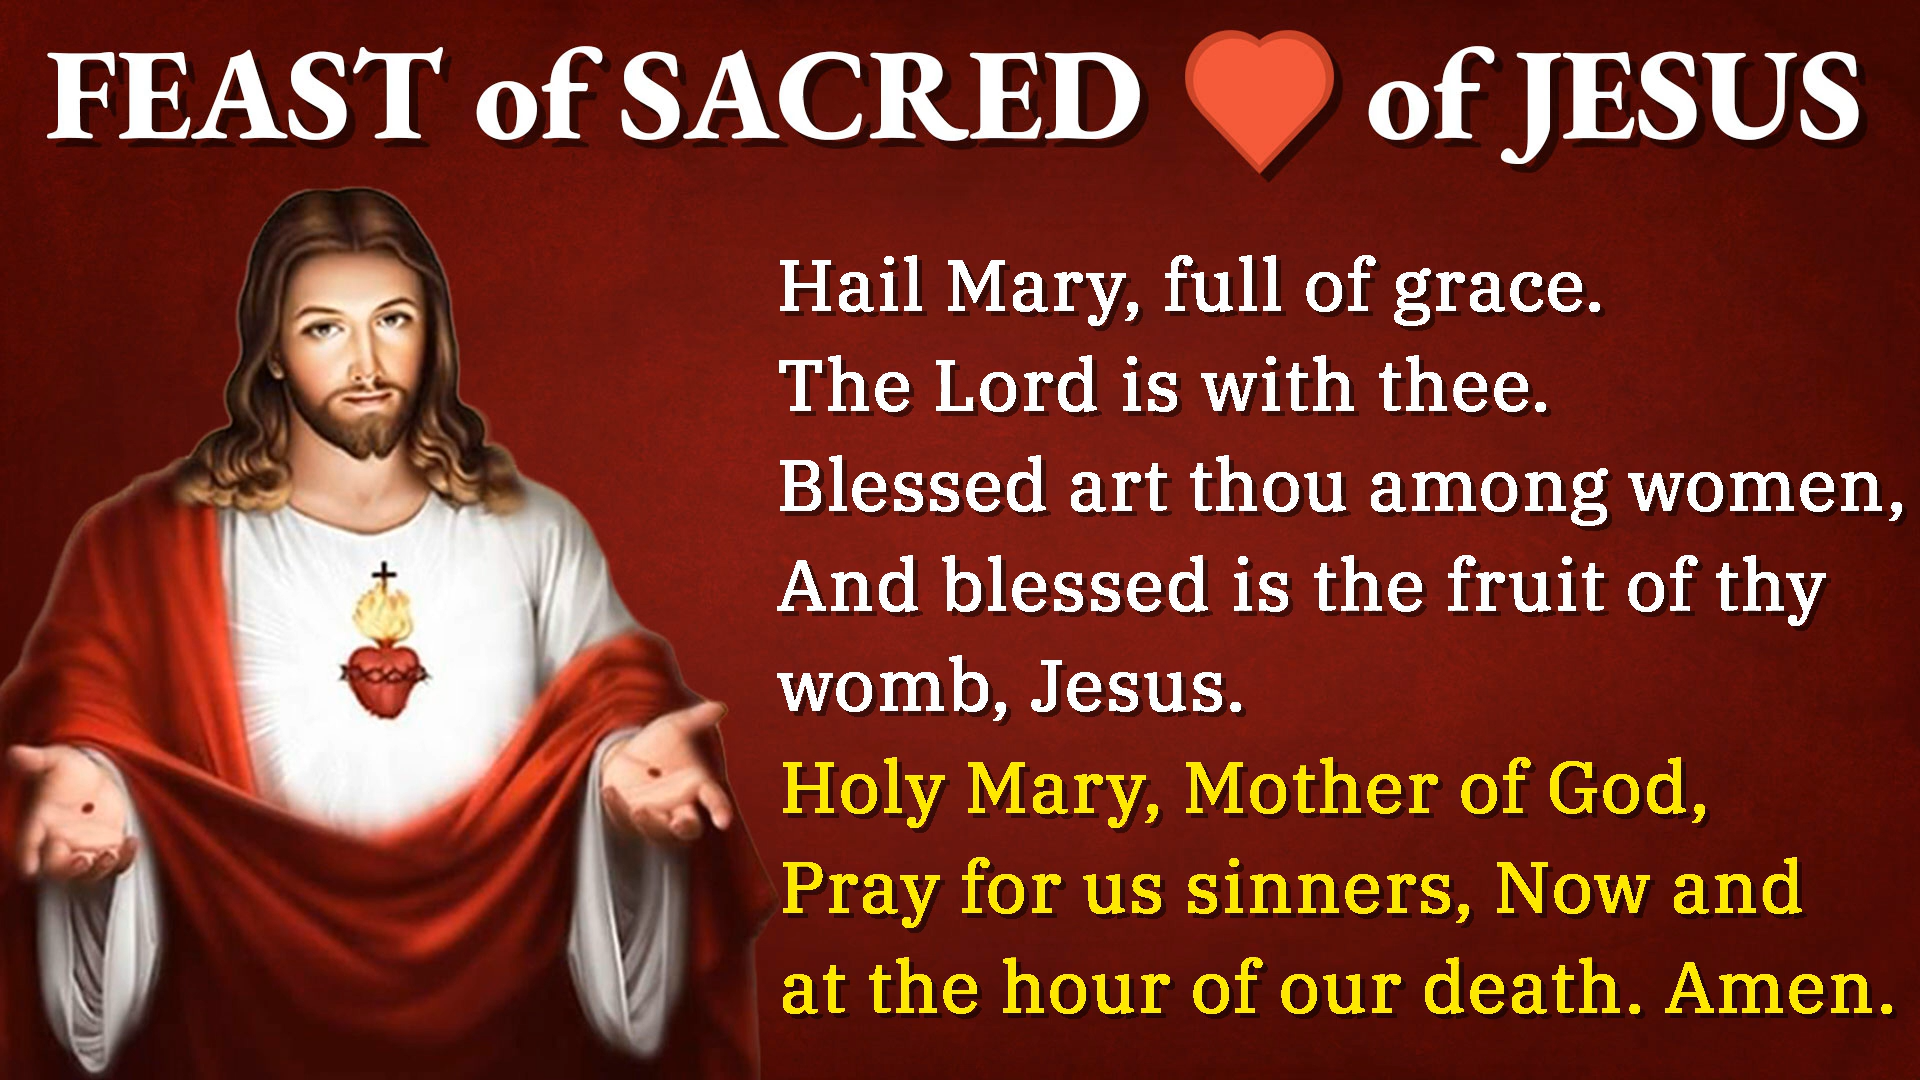 FEAST of SACRED of JESUS
Hail Mary, full of grace.
The Lord is with thee.
Blessed art thou among women,
And blessed is the fruit of thy
womb, Jesus.
Holy Mary, Mother of God,
Pray for us sinners, Now and
at the hour of our death. Amen.